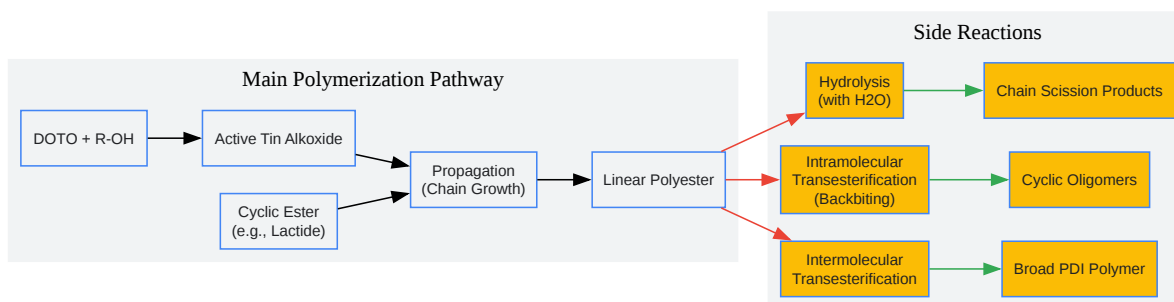 Side Reactions
Main Polymerization Pathway
DOTO + R-OH
Active Tin Alkoxide
Cyclic Ester
(e.g., Lactide)
Propagation
(Chain Growth)
Linear Polyester
Hydrolysis
(with H2O)
Chain Scission Products
Intramolecular
Transesterification
(Backbiting)
Cyclic Oligomers
Intermolecular
Transesterification
Broad PDI Polymer